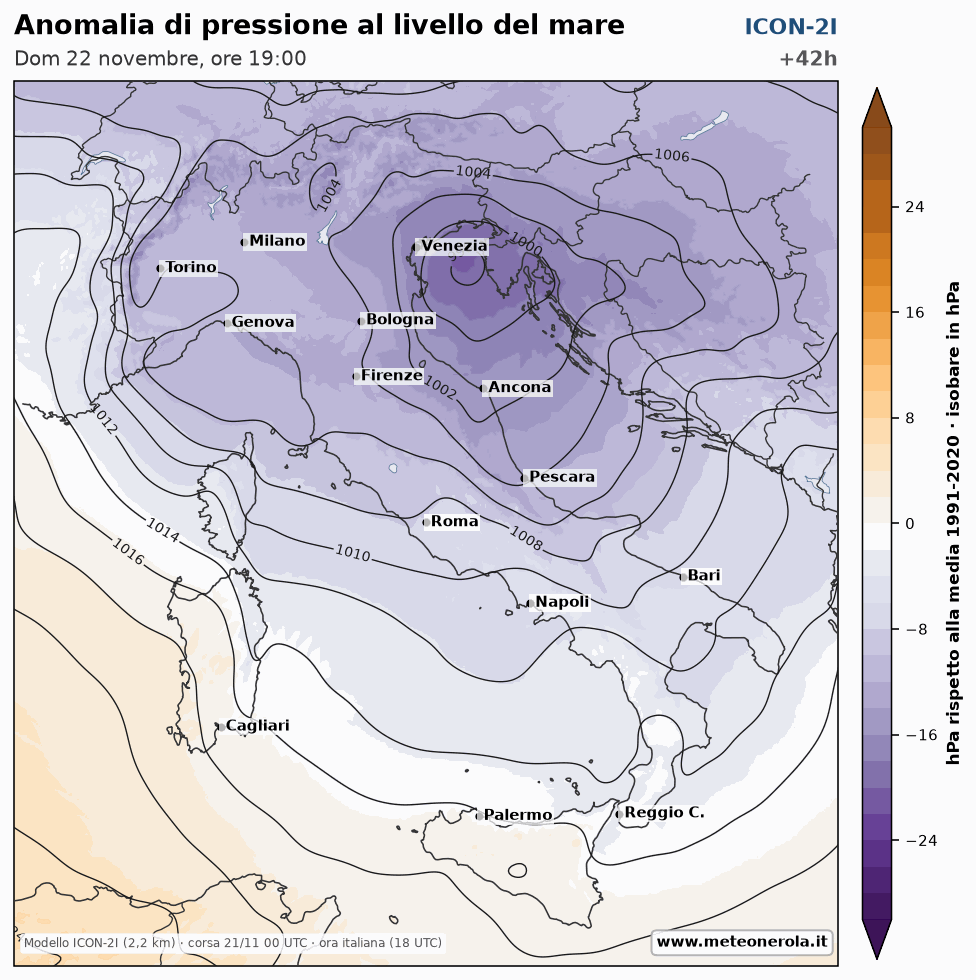 Anomalia di pressione al livello del mare
ICON-2I
Dom 22 novembre, ore 19:00
+42h
1006
1004
1004
1000
Venezia
Milano
Torino
Genova
Bologna
Firenze
1002
Ancona
1012
Pescara
Roma
1014
1008
1016
1010
Bari
Napoli
Cagliari
Palermo
Reggio C.
Modello ICON-2I (2,2 km) · corsa 21/11 00 UTC · ora italiana (18 UTC)
www.meteonerola.it
24
16
8
0
−8
−16
−24
hPa rispetto alla media 1991-2020 · isobare in hPa